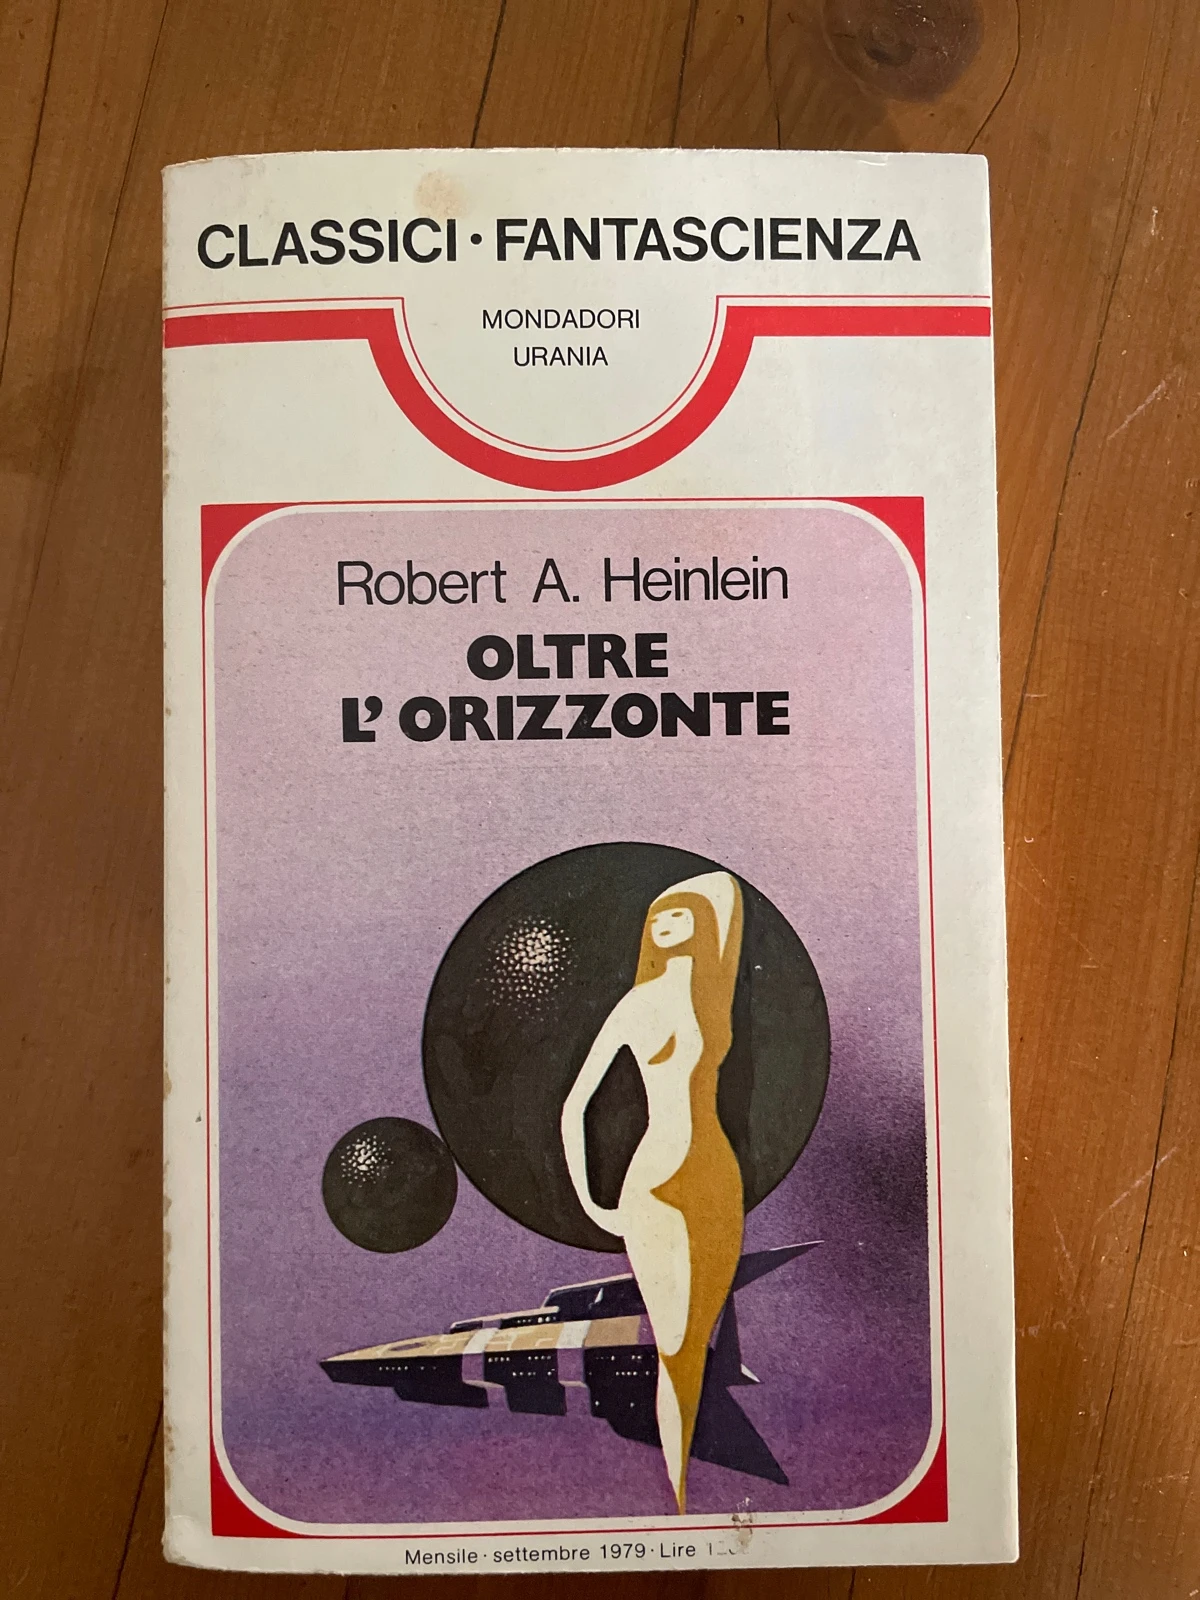 CLASSICI • FANTASCIENZA
MONDADORI
URANIA
Robert A. Heinlein
OLTRE
L'ORIZZONTE
Mensile · settembre 1979 · Lire